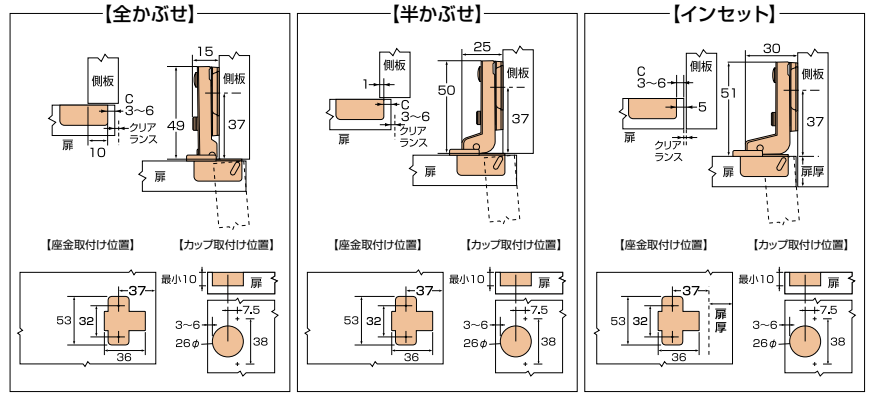 【全かぶせ】
15
側板
側板
C
3〜6
49
37
クリア
ランス
扉
10
扉
【座金取付け位置】
【カップ取付け位置】
最小10
扉
37
7.5
53
32
3〜6
38
26φ
36
【半かぶせ】
25
側板
側板
1
C
3〜6
50
37
クリア
ランス
扉
扉
【座金取付け位置】
【カップ取付け位置】
最小10
扉
37
7.5
53
32
3〜6
38
26φ
36
【インセット】
30
側板
側板
C
3〜6
51
5
37
扉
クリア
ランス
扉
扉厚
【座金取付け位置】
【カップ取付け位置】
最小10
扉
37
7.5
扉厚
53
32
3〜6
38
26φ
36